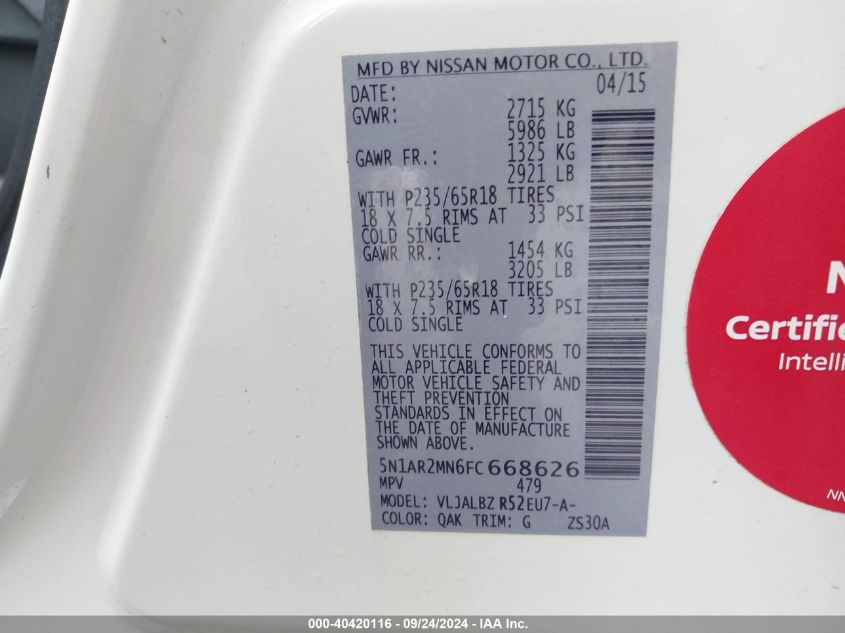 MFD BY NISSAN MOTOR CO., LTD.
DATE: 04/15
GVWR: 2715 KG
5986 LB
GAWR FR.: 1325 KG
2921 LB
WITH P235/65R18 TIRES
18 X 7.5 RIMS AT 33 PSI
COLD SINGLE
GAWR RR.: 1454 KG
3205 LB
WITH P235/65R18 TIRES
18 X 7.5 RIMS AT 33 PSI
COLD SINGLE
THIS VEHICLE CONFORMS TO
ALL APPLICABLE FEDERAL
MOTOR VEHICLE SAFETY AND
THEFT PREVENTION
STANDARDS IN EFFECT ON
THE DATE OF MANUFACTURE
SHOWN ABOVE.
5N1AR2MN6FC668626
MPV 479
MODEL: VLJALBZ R52EU7-A-
COLOR: QAK TRIM: G ZS30A
000-40420116 - 09/24/2024 - IAA Inc.